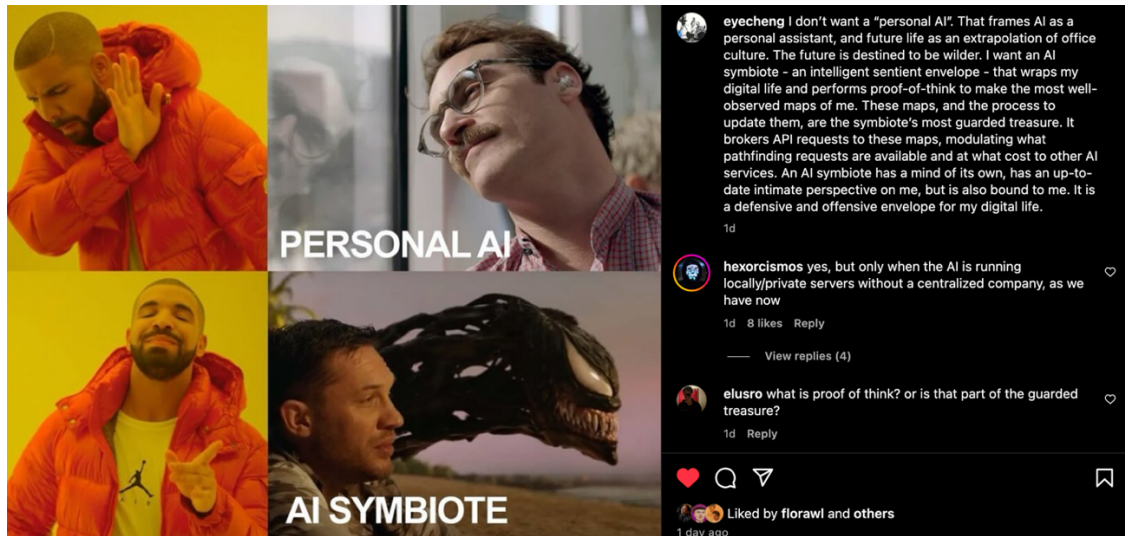 PERSONAL AI
AI SYMBIOTE
eyecheng I don’t want a “personal AI”. That frames AI as a
personal assistant, and future life as an extrapolation of office
culture. The future is destined to be wilder. I want an AI
symbiote - an intelligent sentient envelope - that wraps my
digital life and performs proof-of-think to make the most well-
observed maps of me. These maps, and the process to
update them, are the symbiote’s most guarded treasure. It
brokers API requests to these maps, modulating what
pathfinding requests are available and at what cost to other AI
services. An AI symbiote has a mind of its own, has an up-to-
date intimate perspective on me, but is also bound to me. It is
a defensive and offensive envelope for my digital life.
1d
hexorcismos yes, but only when the AI is running
locally/private servers without a centralized company, as we
have now
1d 8 likes Reply
View replies (4)
elusro what is proof of think? or is that part of the guarded
treasure?
1d Reply
Liked by florawl and others
1 day ago